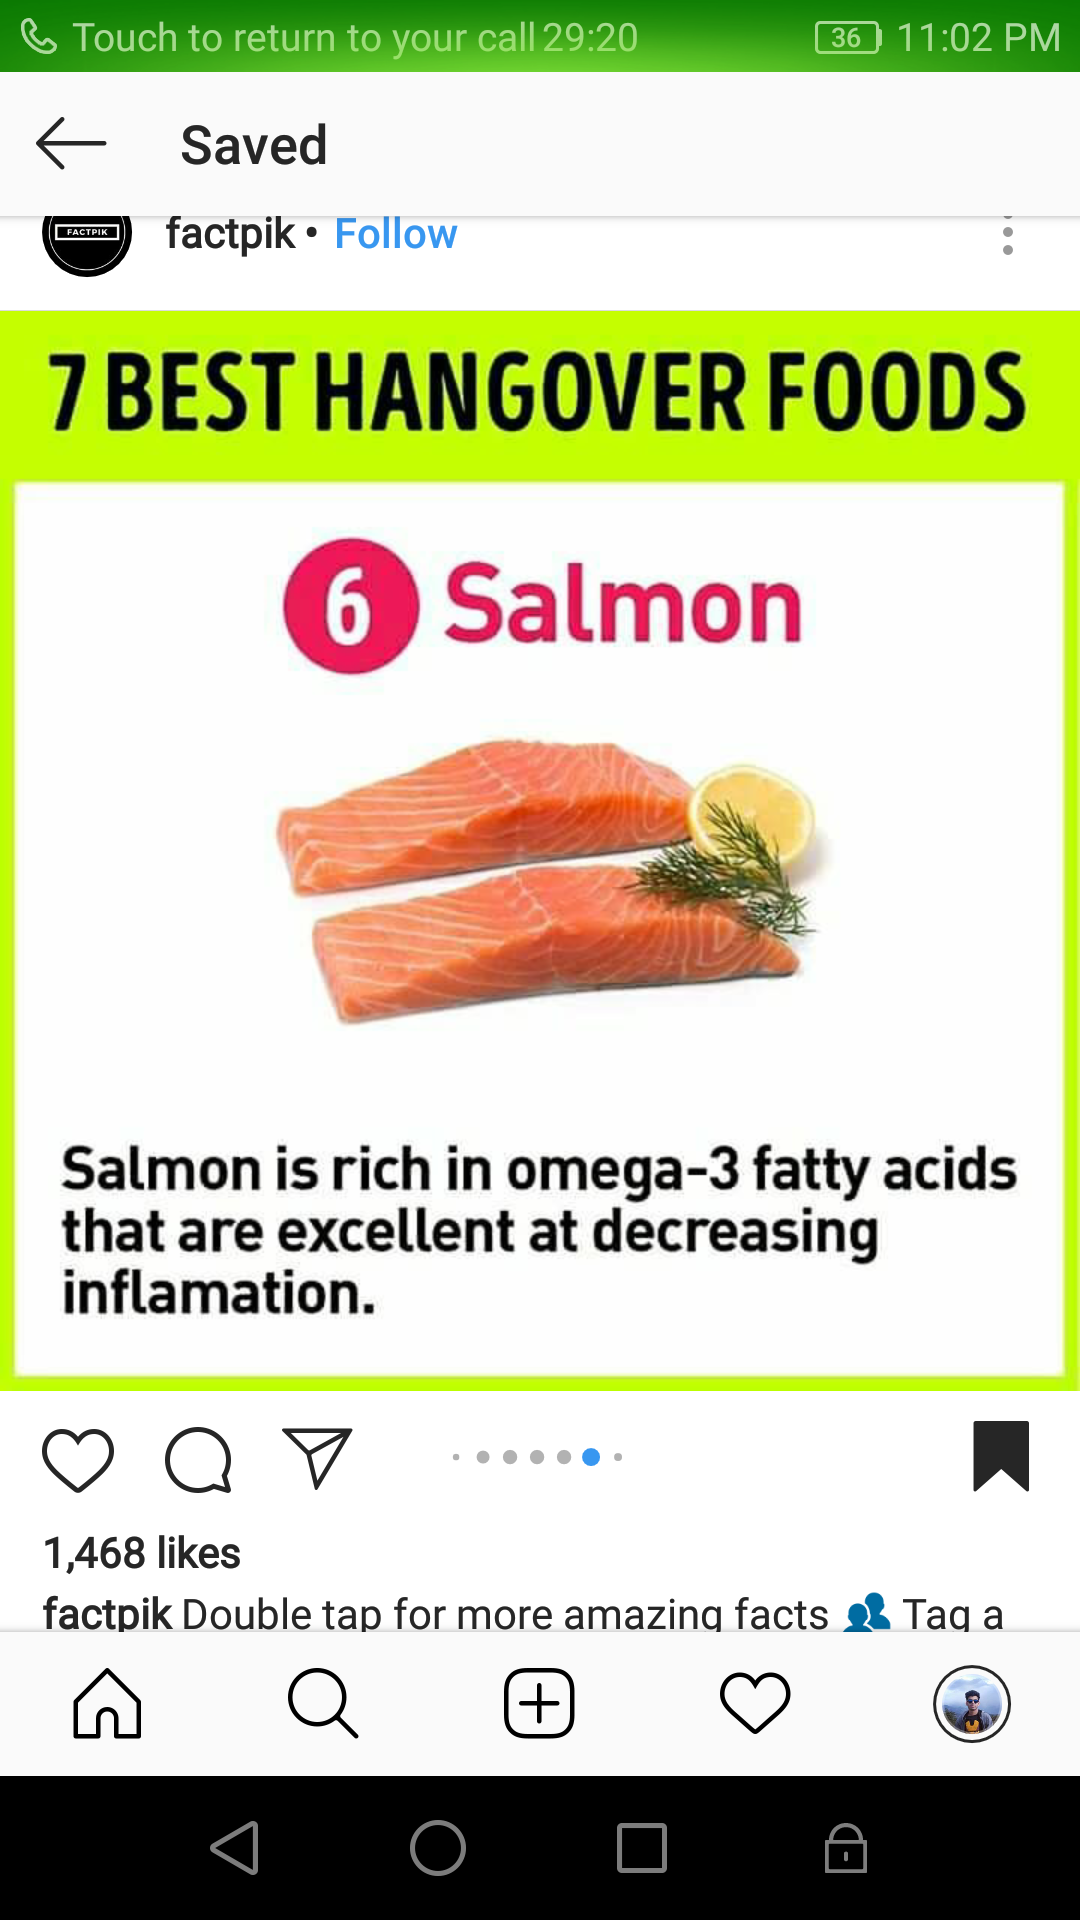 Touch to return to your call 29:20 36 11:02 PM
Saved
FACTPIK
factpik • Follow
7 BEST HANGOVER FOODS
6 Salmon
Salmon is rich in omega-3 fatty acids
that are excellent at decreasing
inflamation.
1,468 likes
factpik Double tap for more amazing facts 👥 Tag a